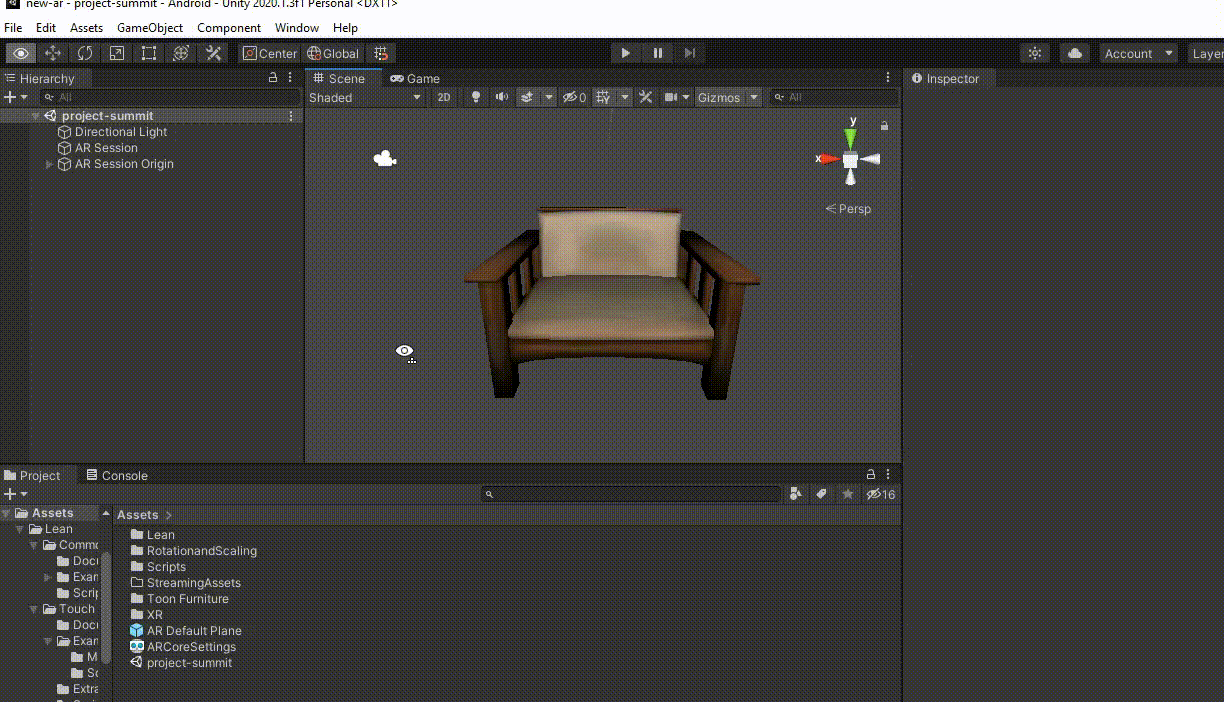 new-ar - project-summit - Android - Unity 2020.1.3f1 Personal <DX11>
File Edit Assets GameObject Component Window Help
Center Global Account Layer
Hierarchy Scene Game Inspector
All Shaded 2D 0 Gizmos All
project-summit
Directional Light
AR Session
AR Session Origin
y
x
Persp
Project Console
16
Assets Assets
Lean Lean
Commo RotationandScaling
Docu Scripts
Exam StreamingAssets
Scrip Toon Furniture
Touch XR
Docu AR Default Plane
Exam ARCoreSettings
M project-summit
Sc
Extra